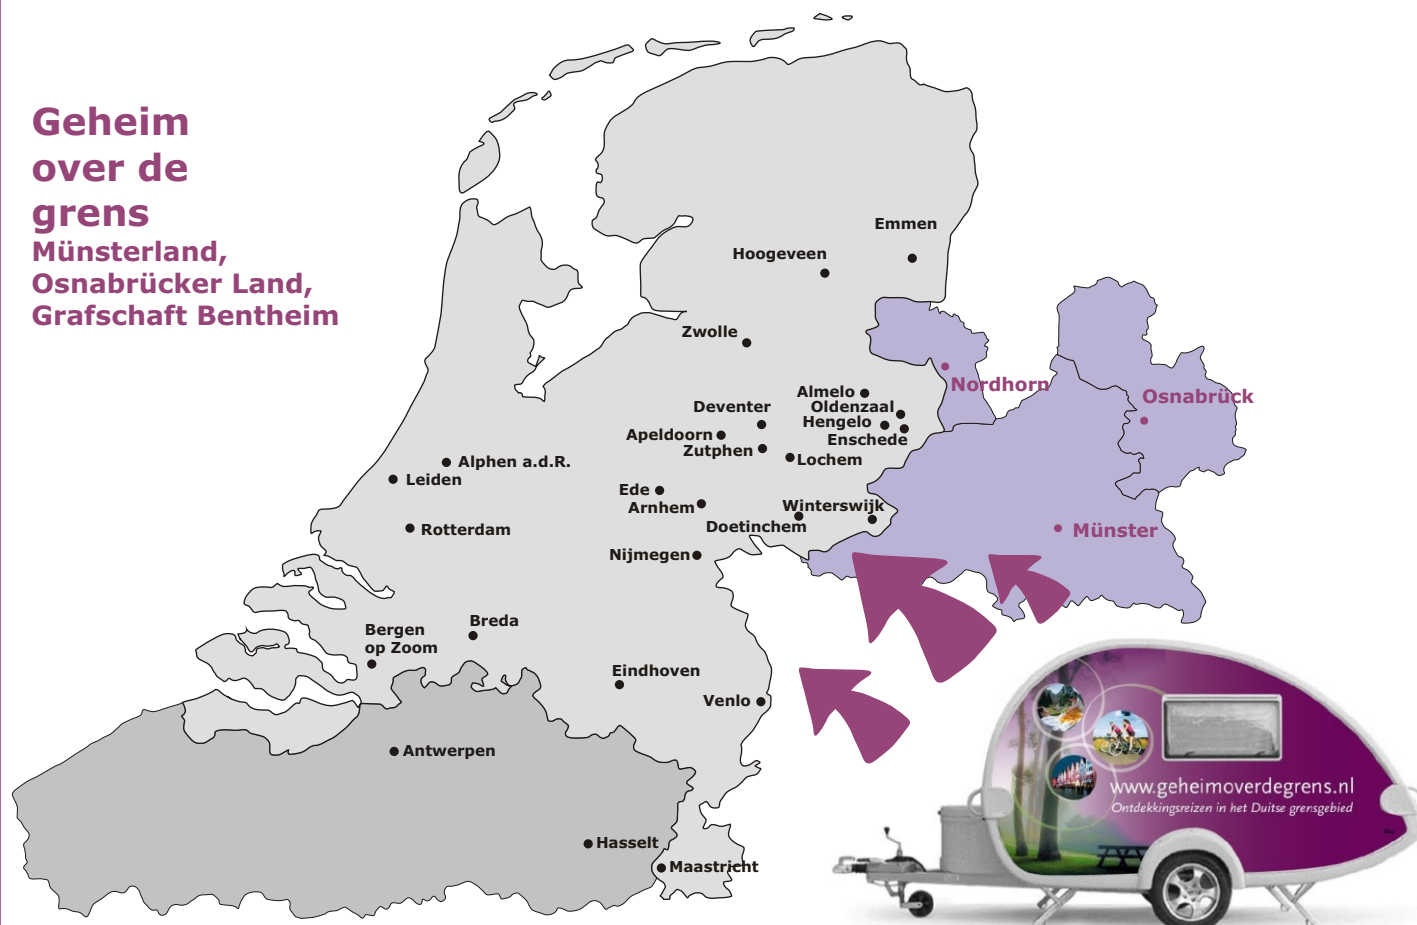 Geheim
over de
grens
Münsterland,
Osnabrücker Land,
Grafschaft Bentheim
Emmen
Hoogeveen
Zwolle
Nordhorn
Almelo
Osnabrück
Deventer
Oldenzaal
Hengelo
Apeldoorn
Enschede
Zutphen
Lochem
Alphen a.d.R.
Leiden
Ede
Arnhem
Winterswijk
Doetinchem
Rotterdam
Münster
Nijmegen
Breda
Bergen
op Zoom
Eindhoven
Venlo
Antwerpen
www.geheimoverdegrens.nl
Ontdekkingsreizen in het Duitse grensgebied
Hasselt
Maastricht